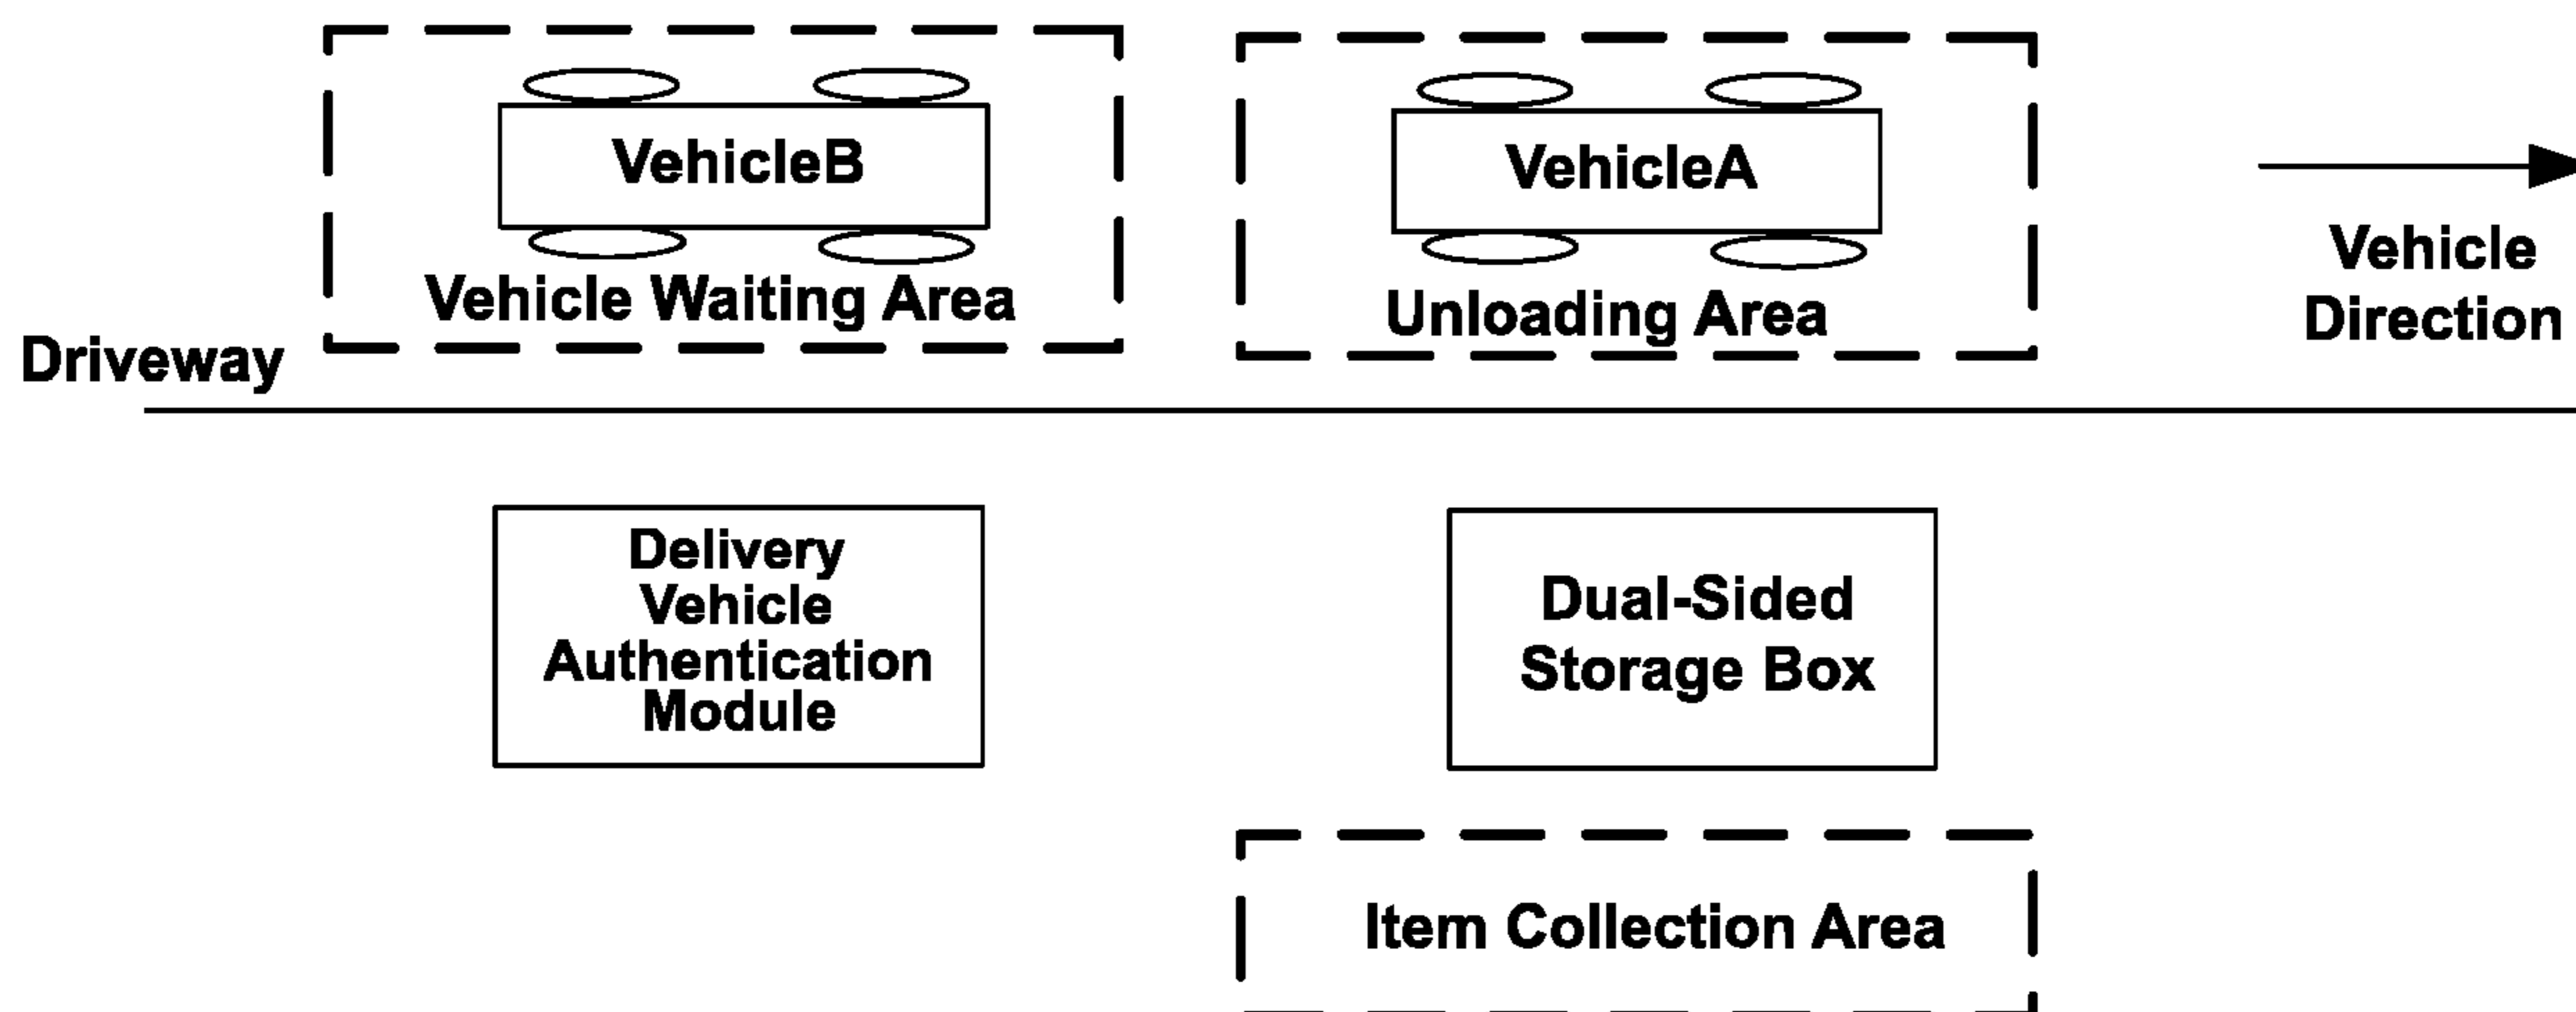 VehicleB
Vehicle Waiting Area
VehicleA
Unloading Area
Vehicle
Direction
Driveway
Delivery
Vehicle
Authentication
Module
Dual-Sided
Storage Box
Item Collection Area